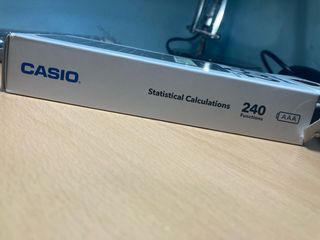 CASIO®
Statistical Calculations
240
Functions
AAA